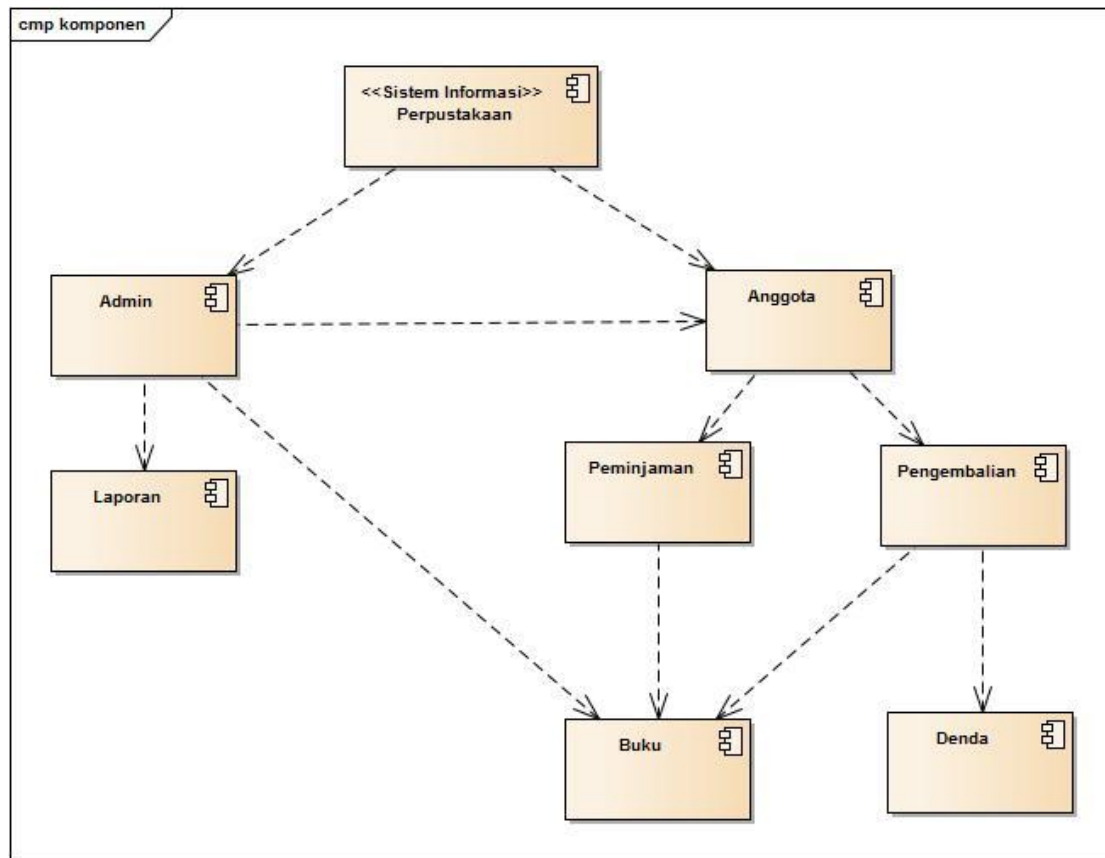 cmp komponen
<<Sistem Informasi>>
Perpustakaan
Admin
Anggota
Peminjaman
Pengembalian
Laporan
Buku
Denda